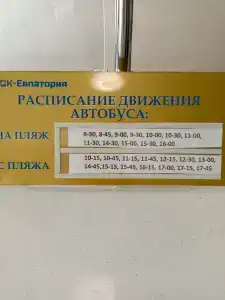 СК-Евпатория
РАСПИСАНИЕ ДВИЖЕНИЯ
АВТОБУСА:
НА ПЛЯЖ
8-30, 8-45, 9-00, 9-30, 10-00, 10-30, 11-00,
11-30, 14-30, 15-00, 15-30, 16-00
С ПЛЯЖА
10-15, 10-45, 11-15, 11-45, 12-15, 12-30, 13-00,
14-45, 15-15, 15-45, 16-15, 17-00, 17-15, 17-45